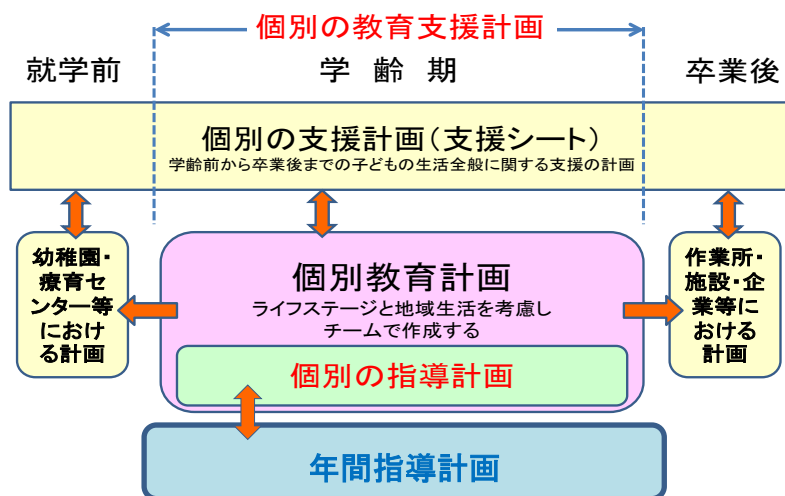 個別の教育支援計画
就学前
学齢期
卒業後
個別の支援計画(支援シート)
学齢前から卒業後までの子どもの生活全般に関する支援の計画
幼稚園・
療育セ
ンター等
におけ
る計画
個別教育計画
ライフステージと地域生活を考慮し
チームで作成する
個別の指導計画
作業所・
施設・企
業等に
おける
計画
年間指導計画